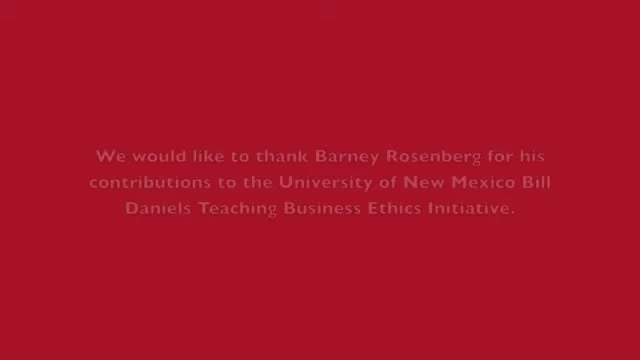 We would like to thank Barney Rosenberg for his
contributions to the University of New Mexico Bill
Daniels Teaching Business Ethics Initiative.